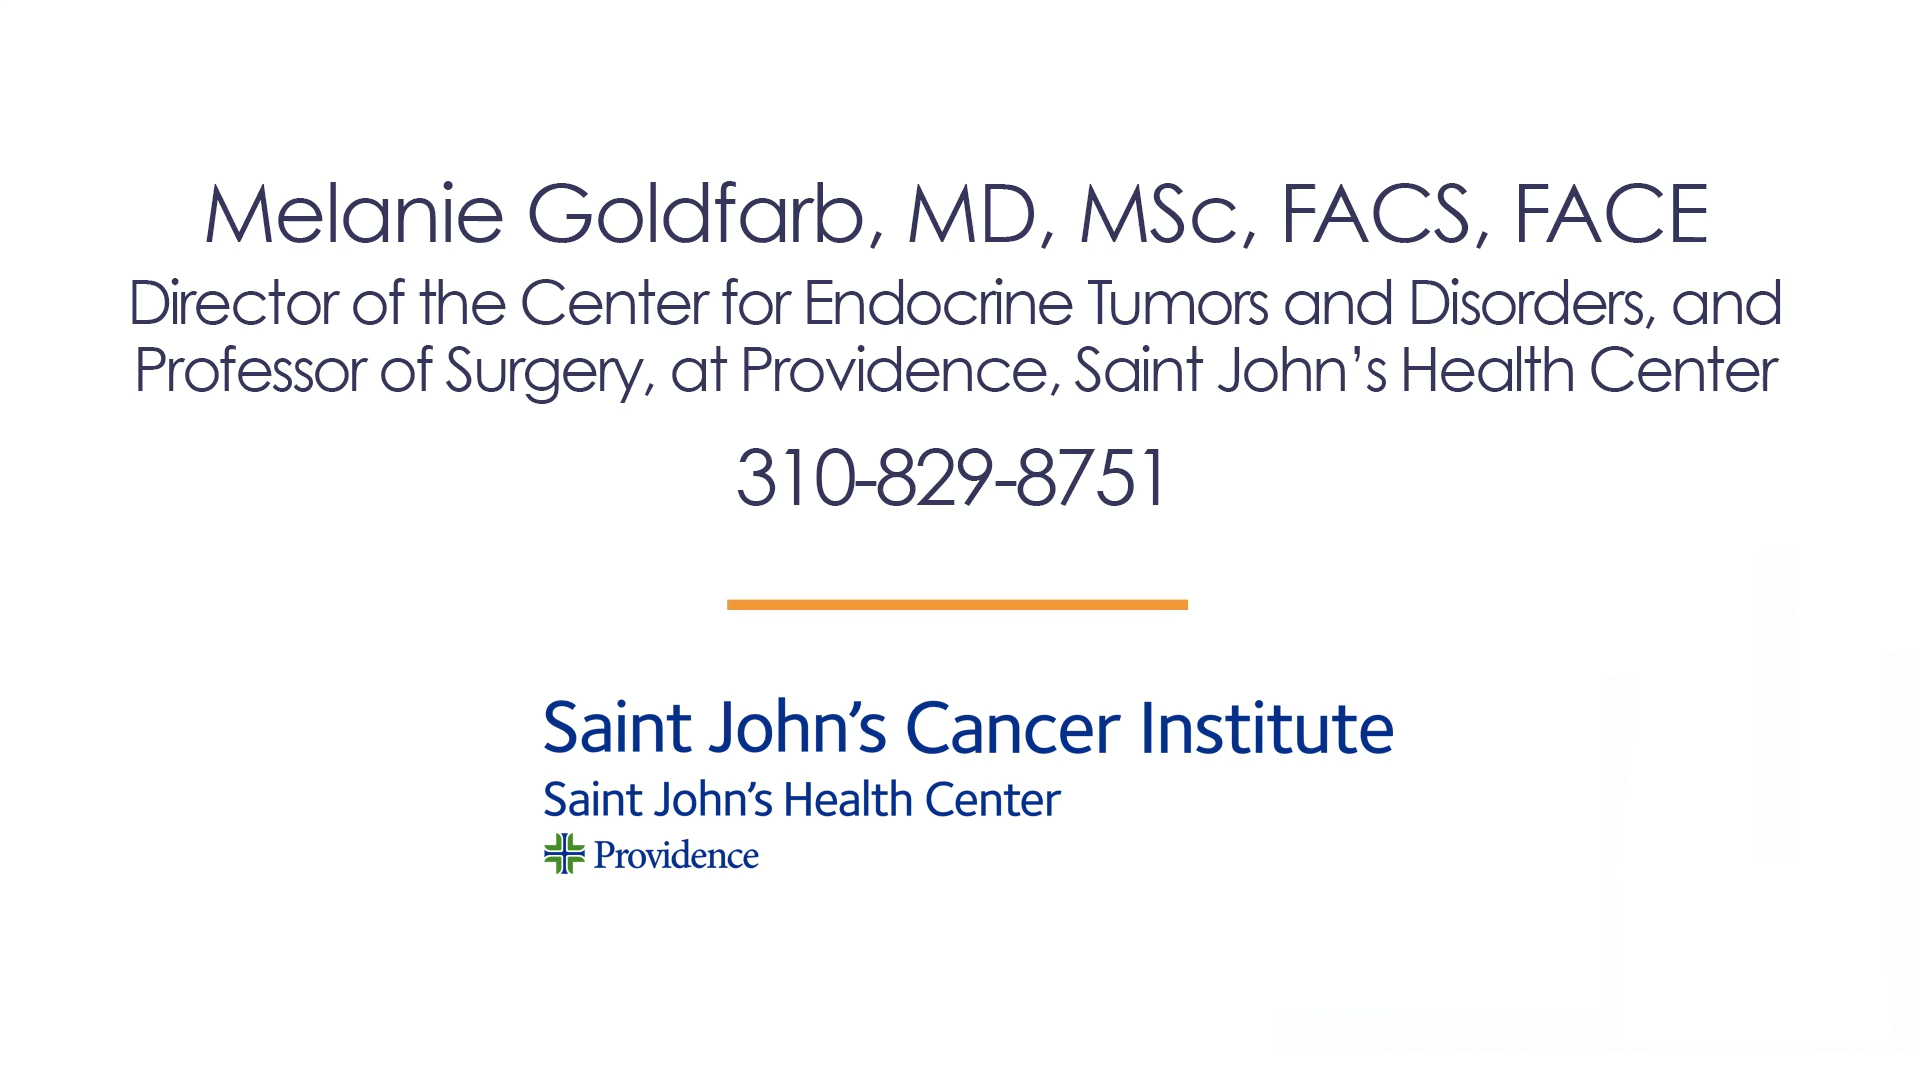 Melanie Goldfarb, MD, MSc, FACS, FACE
Director of the Center for Endocrine Tumors and Disorders, and
Professor of Surgery, at Providence, Saint John’s Health Center
310-829-8751
Saint John’s Cancer Institute
Saint John’s Health Center
Providence